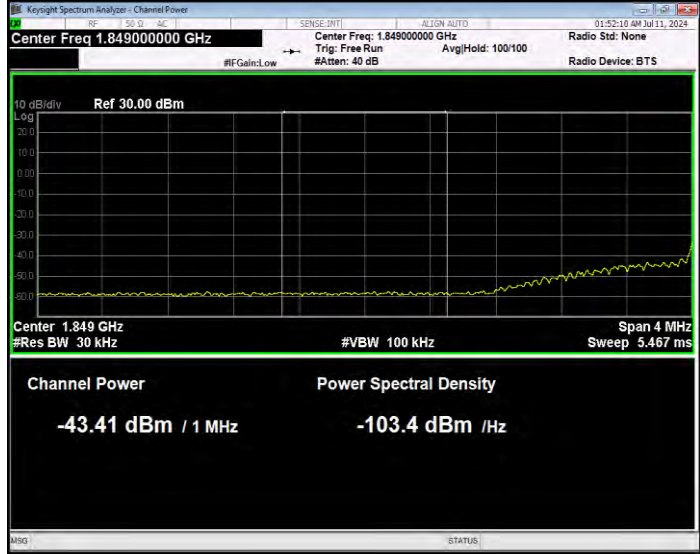 Keysight Spectrum Analyzer - Channel Power
RF 50 Ω AC SENSE:INT ALIGN AUTO 01:52:10 AM Jul 11, 2024
Center Freq 1.849000000 GHz Center Freq: 1.849000000 GHz Radio Std: None
Trig: Free Run Avg|Hold: 100/100
#IFGain:Low #Atten: 40 dB Radio Device: BTS
10 dB/div Ref 30.00 dBm
Log
20.0
10.0
0.00
-10.0
-20.0
-30.0
-40.0
-50.0
-60.0
Center 1.849 GHz Span 4 MHz
#Res BW 30 kHz #VBW 100 kHz Sweep 5.467 ms
Channel Power Power Spectral Density
-43.41 dBm / 1 MHz -103.4 dBm /Hz
MSG STATUS